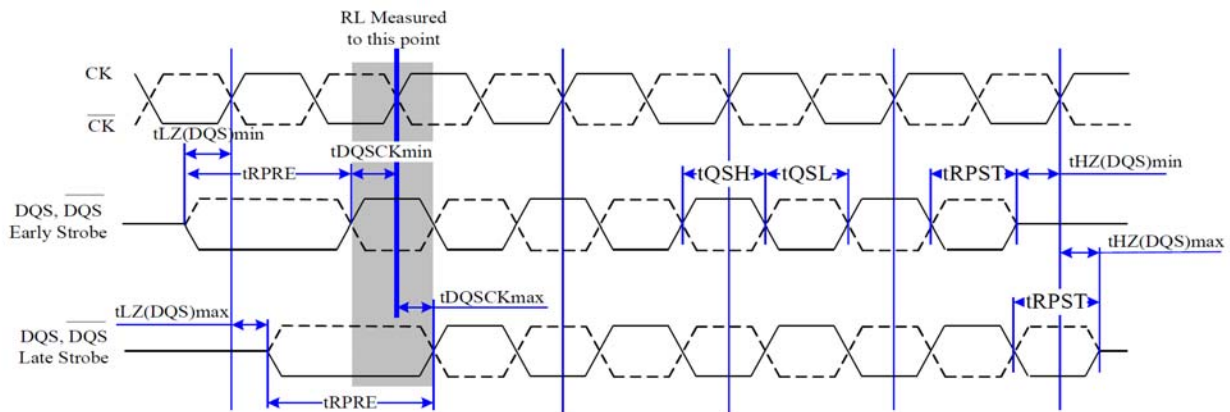 RL Measured
to this point
CK
CK
tLZ(DQS)min
tDQSCKmin
tRPRE
tQSH
tQSL
tRPST
tHZ(DQS)min
DQS, DQS
Early Strobe
tHZ(DQS)max
tDQSCKmax
tRPST
tLZ(DQS)max
DQS, DQS
Late Strobe
tRPRE